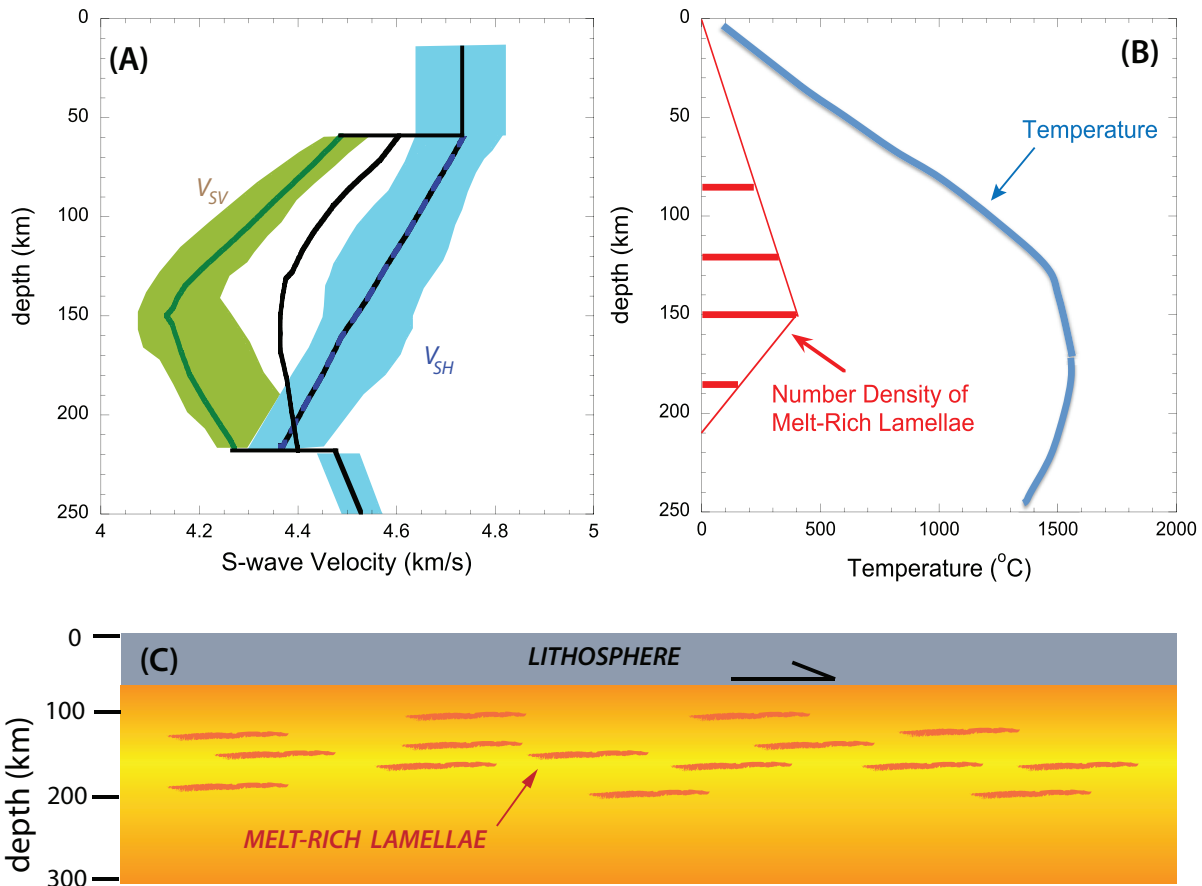 (A)
0
50
100
150
200
250
depth (km)
VSV
VSH
4
4.2
4.4
4.6
4.8
5
S-wave Velocity (km/s)
(B)
0
50
100
150
200
250
depth (km)
Temperature
Number Density of
Melt-Rich Lamellae
0
500
1000
1500
2000
Temperature (°C)
(C)
0
100
200
300
depth (km)
LITHOSPHERE
MELT-RICH LAMELLAE